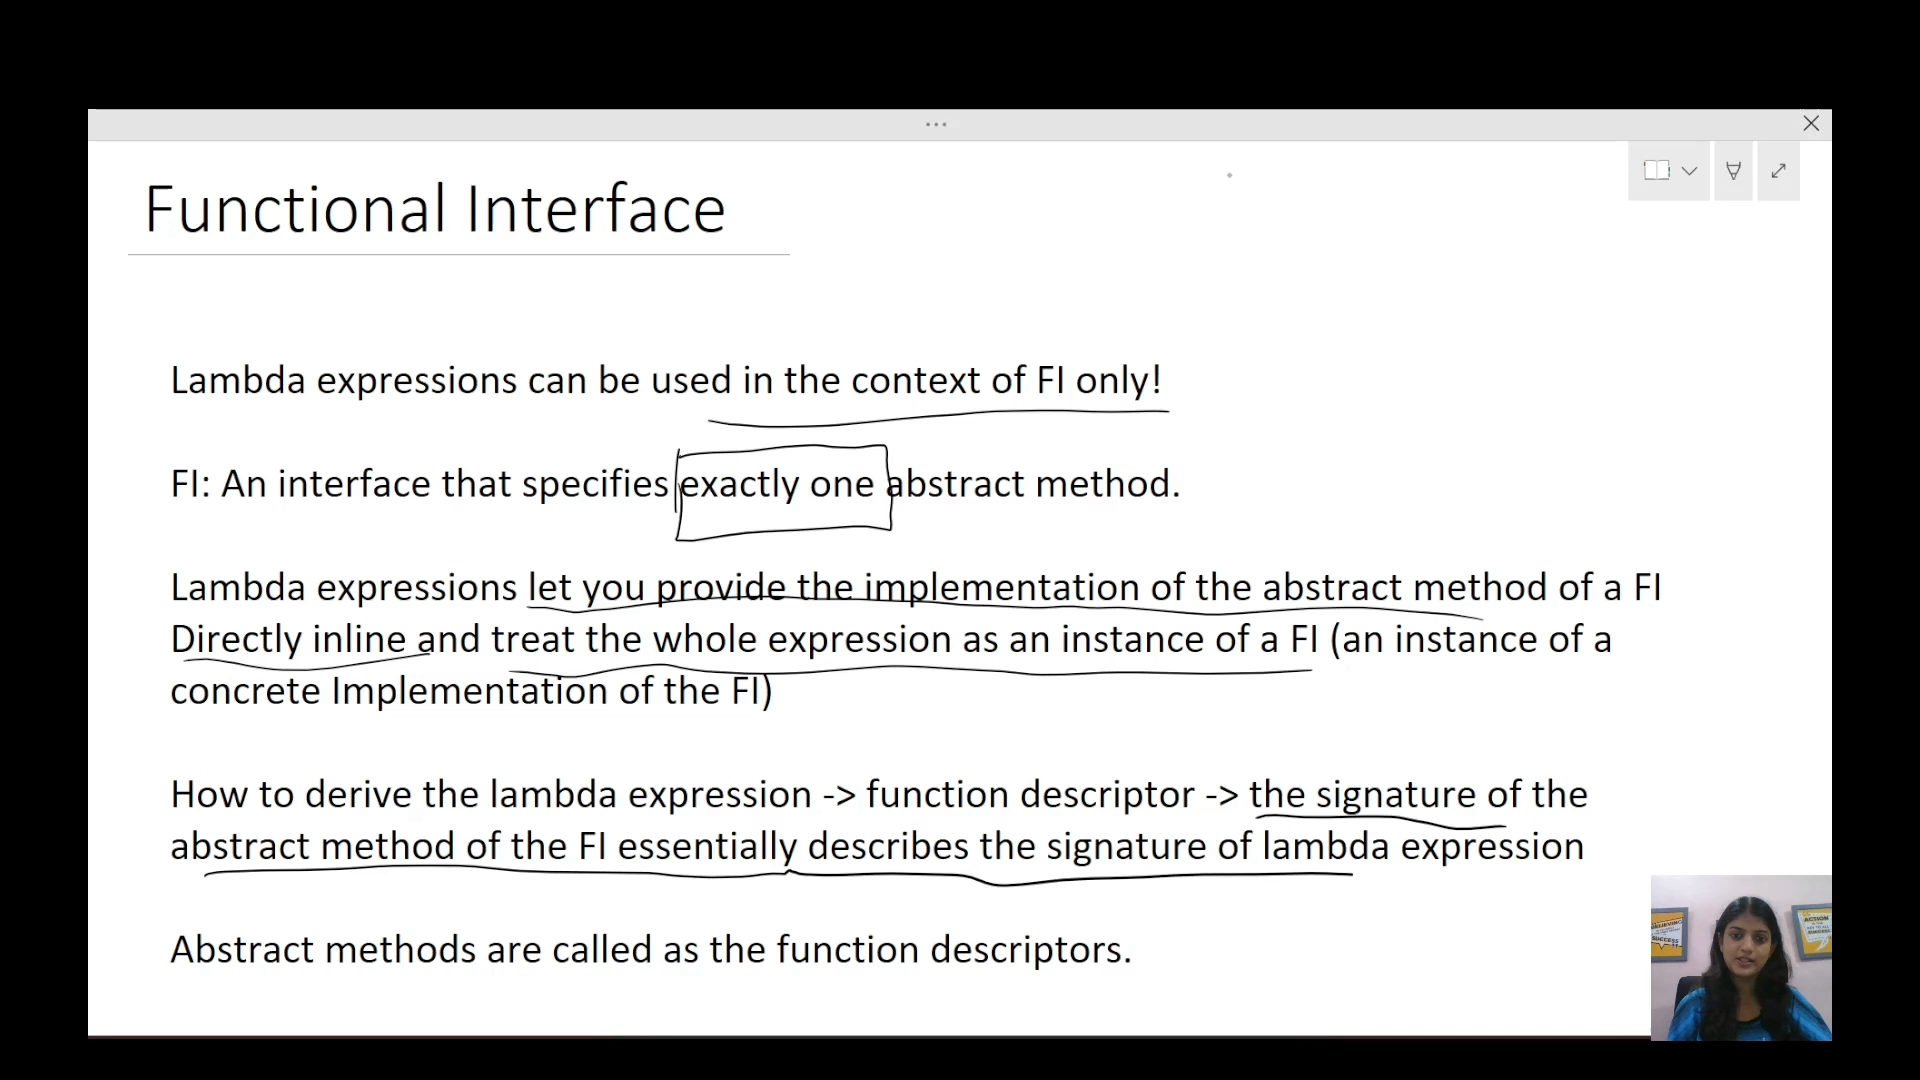 Functional Interface
Lambda expressions can be used in the context of FI only!
FI: An interface that specifies exactly one abstract method.
Lambda expressions let you provide the implementation of the abstract method of a FI
Directly inline and treat the whole expression as an instance of a FI (an instance of a
concrete Implementation of the FI)
How to derive the lambda expression -> function descriptor -> the signature of the
abstract method of the FI essentially describes the signature of lambda expression
Abstract methods are called as the function descriptors.
BELIEVING
SUCCESS
ACTION
SUCCESS